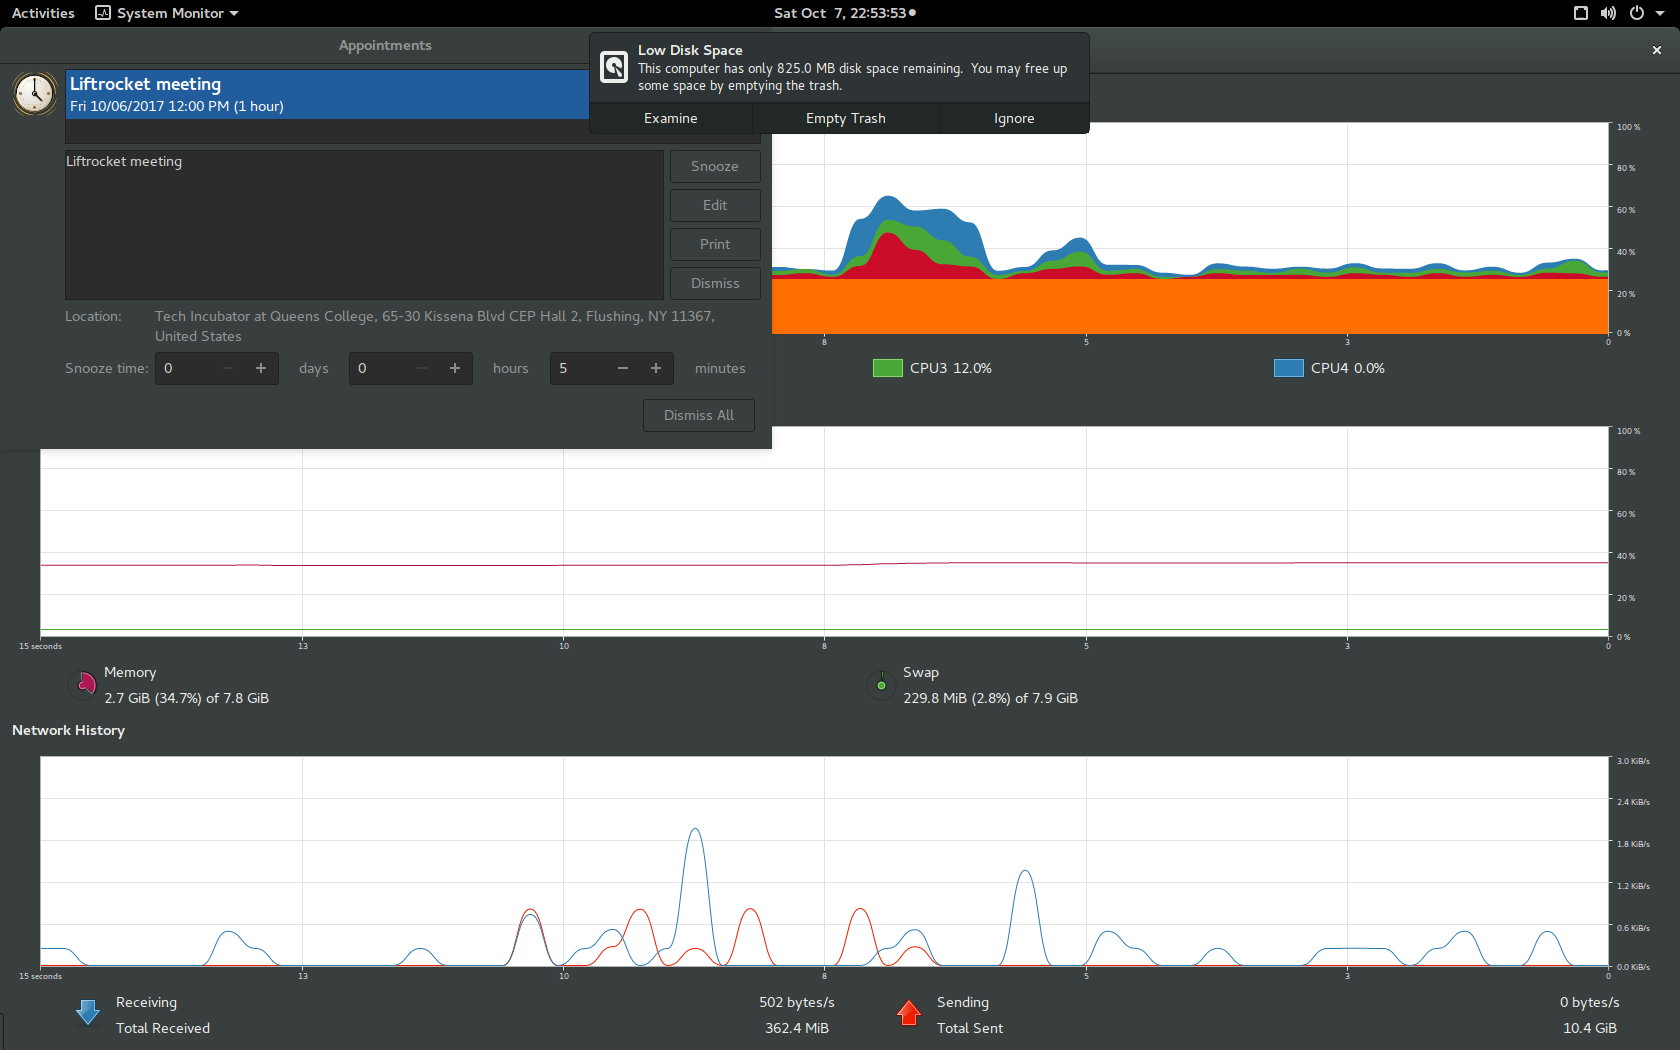 Activities
System Monitor
Sat Oct 7, 22:53:53
Appointments
Liftrocket meeting
Fri 10/06/2017 12:00 PM (1 hour)
Low Disk Space
This computer has only 825.0 MB disk space remaining. You may free up
some space by emptying the trash.
Examine
Empty Trash
Ignore
Liftrocket meeting
Snooze
Edit
Print
Dismiss
Location:
Tech Incubator at Queens College, 65-30 Kissena Blvd CEP Hall 2, Flushing, NY 11367,
United States
Snooze time:
0
days
0
hours
5
minutes
Dismiss All
100 %
80 %
60 %
40 %
20 %
0 %
8
5
3
0
CPU3 12.0%
CPU4 0.0%
100 %
80 %
60 %
40 %
20 %
0 %
15 seconds
13
10
8
5
3
0
Memory
2.7 GiB (34.7%) of 7.8 GiB
Swap
229.8 MiB (2.8%) of 7.9 GiB
Network History
3.0 KiB/s
2.4 KiB/s
1.8 KiB/s
1.2 KiB/s
0.6 KiB/s
0.0 KiB/s
15 seconds
13
10
8
5
3
0
Receiving
502 bytes/s
Total Received
362.4 MiB
Sending
0 bytes/s
Total Sent
10.4 GiB